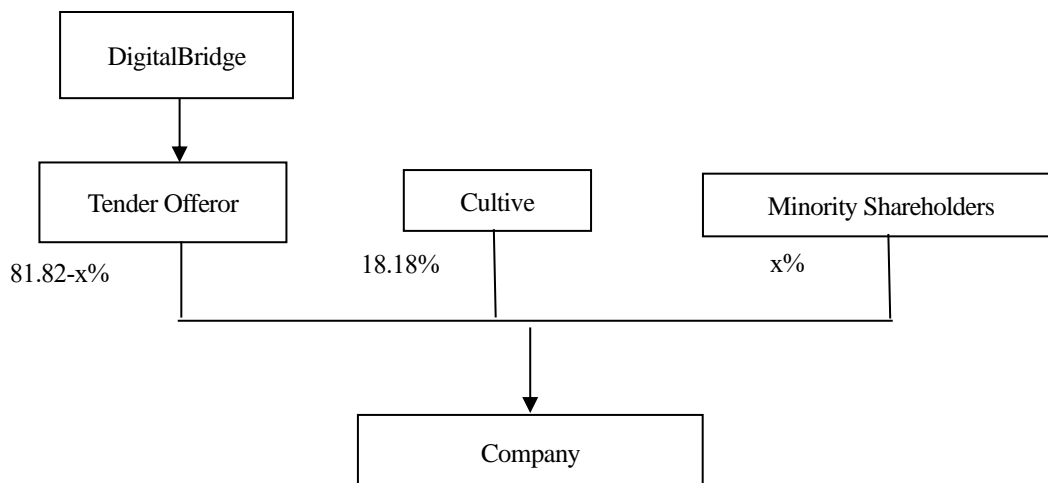 DigitalBridge
Tender Offeror
Cultive
Minority Shareholders
81.82-x%
18.18%
x%
Company